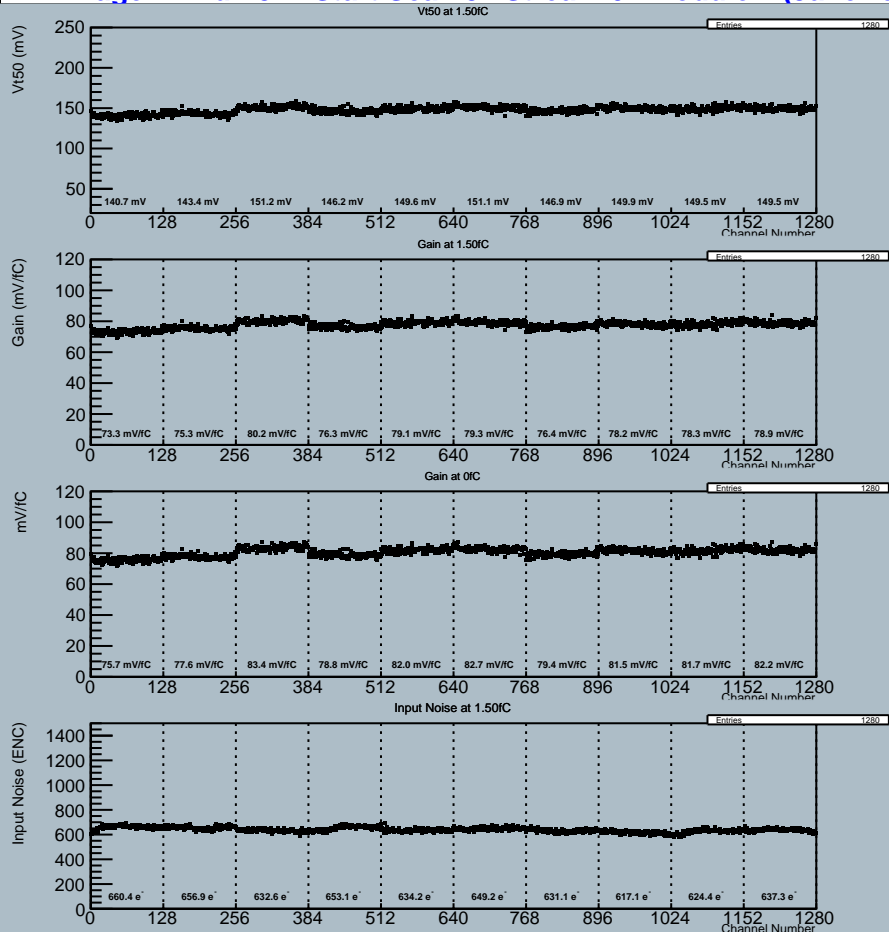 Vt50 at 1.50fC
Entries 1280
Vt50 (mV)
250
200
150
100
50
140.7 mV 143.4 mV 151.2 mV 146.2 mV 149.6 mV 151.1 mV 146.9 mV 149.9 mV 149.5 mV 149.5 mV
0 128 256 384 512 640 768 896 1024 1152 1280
Channel Number
Gain at 1.50fC
Entries 1280
Gain (mV/fC)
120
100
80
60
40
20
0
73.3 mV/fC 75.3 mV/fC 80.2 mV/fC 76.3 mV/fC 79.1 mV/fC 79.3 mV/fC 76.4 mV/fC 78.2 mV/fC 78.3 mV/fC 78.9 mV/fC
0 128 256 384 512 640 768 896 1024 1152 1280
Channel Number
Gain at 0fC
Entries 1280
mV/fC
120
100
80
60
40
20
0
75.7 mV/fC 77.6 mV/fC 83.4 mV/fC 78.8 mV/fC 82.0 mV/fC 82.7 mV/fC 79.4 mV/fC 81.5 mV/fC 81.7 mV/fC 82.2 mV/fC
0 128 256 384 512 640 768 896 1024 1152 1280
Channel Number
Input Noise at 1.50fC
Entries 1280
Input Noise (ENC)
1400
1200
1000
800
600
400
200
0
660.4 e⁻ 656.9 e⁻ 632.6 e⁻ 653.1 e⁻ 634.2 e⁻ 649.2 e⁻ 631.1 e⁻ 617.1 e⁻ 624.4 e⁻ 637.3 e⁻
0 128 256 384 512 640 768 896 1024 1152 1280
Channel Number